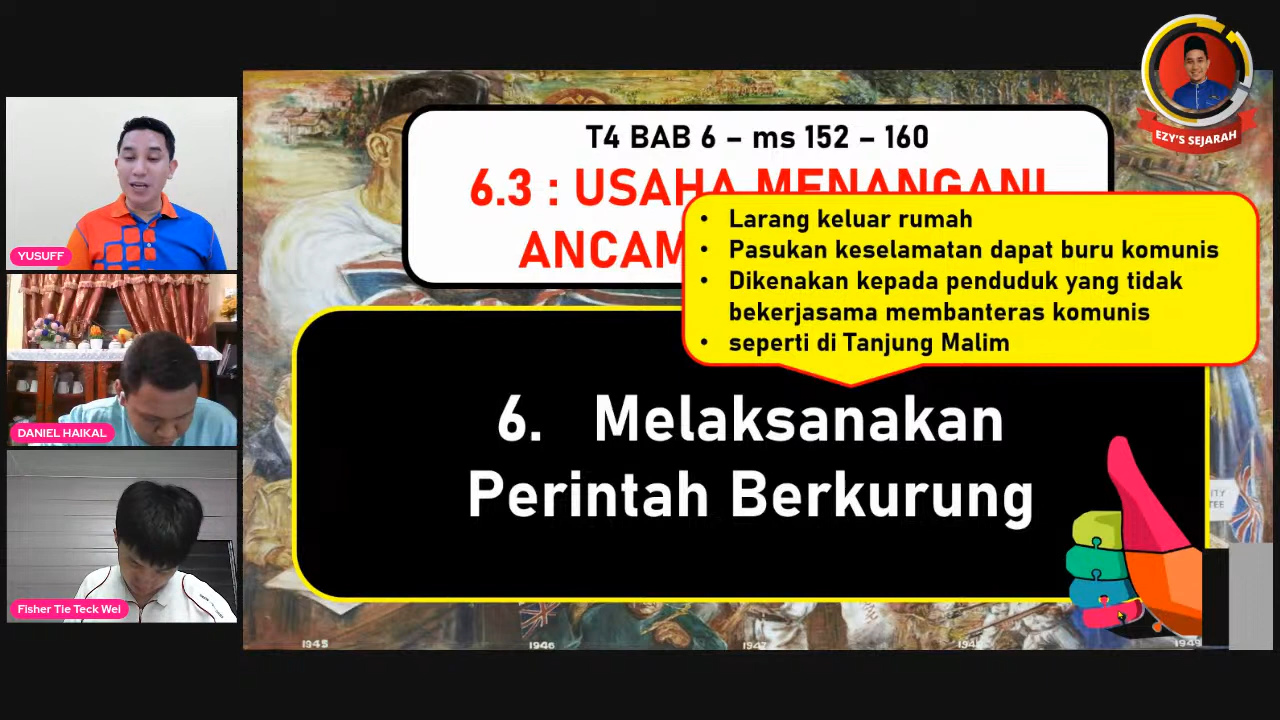 EZY'S SEJARAH
T4 BAB 6 – ms 152 – 160
6.3 : USAHA MENANGANI
ANCAM
• Larang keluar rumah
• Pasukan keselamatan dapat buru komunis
• Dikenakan kepada penduduk yang tidak
bekerjasama membanteras komunis
• seperti di Tanjung Malim
6. Melaksanakan
Perintah Berkurung
YUSUFF
DANIEL HAIKAL
Fisher Tie Teck Wei
1945
1946
1947